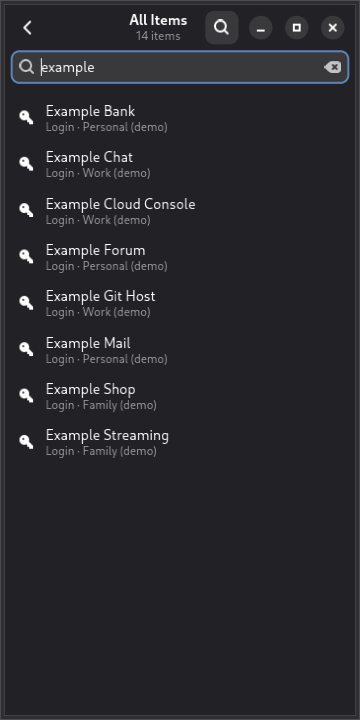 All Items
14 items
example
Example Bank
Login · Personal (demo)
Example Chat
Login · Work (demo)
Example Cloud Console
Login · Work (demo)
Example Forum
Login · Personal (demo)
Example Git Host
Login · Work (demo)
Example Mail
Login · Personal (demo)
Example Shop
Login · Family (demo)
Example Streaming
Login · Family (demo)